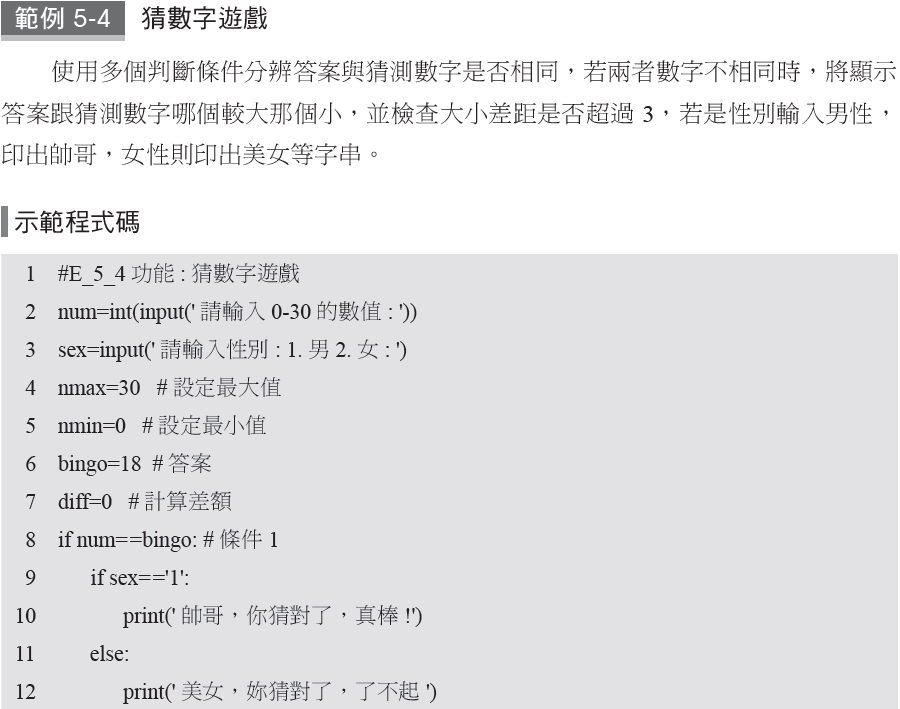 範例 5-4 猜數字遊戲
使用多個判斷條件分辨答案與猜測數字是否相同，若兩者數字不相同時，將顯示
答案跟猜測數字哪個較大那個小，並檢查大小差距是否超過 3，若是性別輸入男性，
印出帥哥，女性則印出美女等字串。
示範程式碼
1 #E_5_4 功能 : 猜數字遊戲
2 num=int(input(' 請輸入 0-30 的數值 : '))
3 sex=input(' 請輸入性別 : 1. 男 2. 女 : ')
4 nmax=30 # 設定最大值
5 nmin=0 # 設定最小值
6 bingo=18 # 答案
7 diff=0 # 計算差額
8 if num==bingo: # 條件 1
9 if sex=='1':
10 print(' 帥哥，你猜對了，真棒 !')
11 else:
12 print(' 美女，妳猜對了，了不起 ')